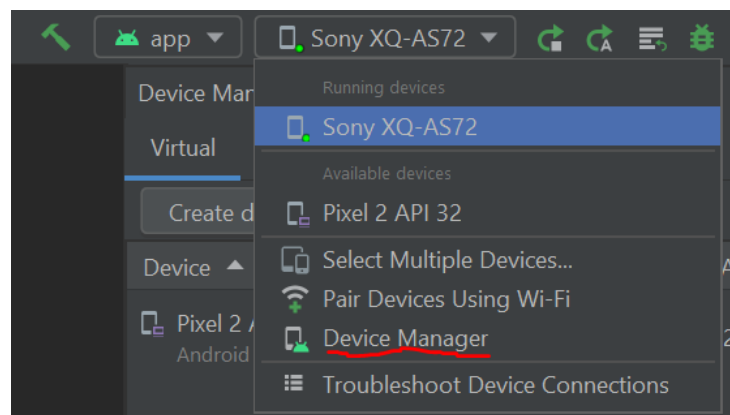 app
Sony XQ-AS72
Device Mar
Virtual
Create d
Device
Pixel 2
Android
Running devices
Sony XQ-AS72
Available devices
Pixel 2 API 32
Select Multiple Devices...
Pair Devices Using Wi-Fi
Device Manager
Troubleshoot Device Connections